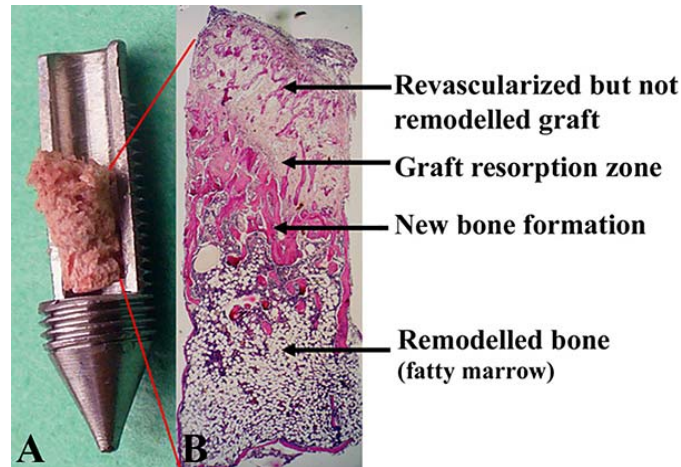 Revascularized but not
remodelled graft
Graft resorption zone
New bone formation
Remodelled bone
(fatty marrow)
A
B